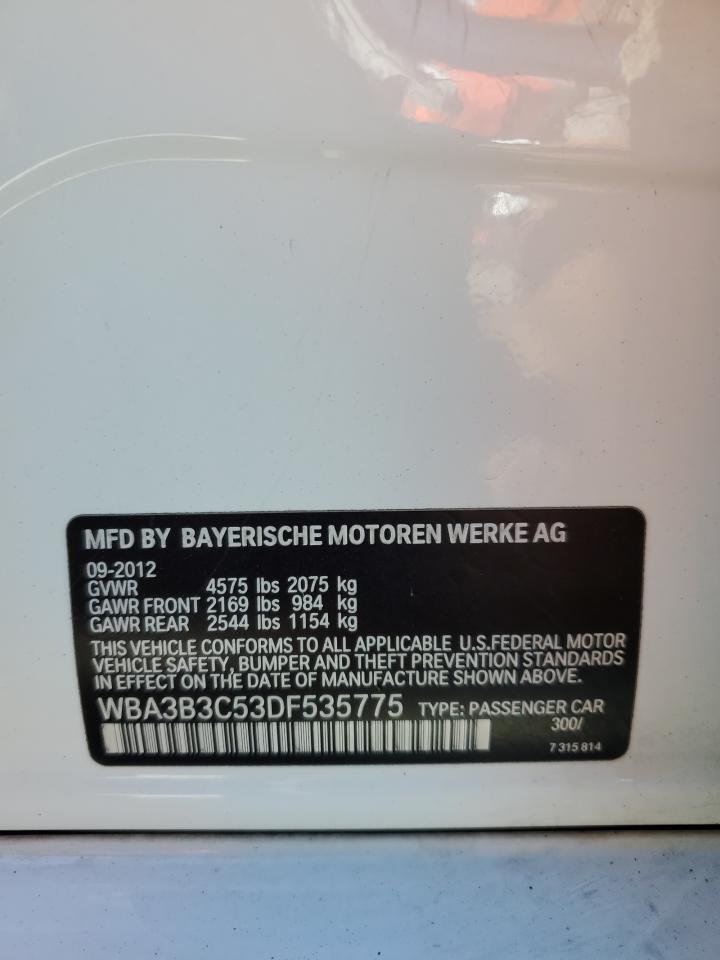 MFD BY BAYERISCHE MOTOREN WERKE AG
09-2012
GVWR 4575 lbs 2075 kg
GAWR FRONT 2169 lbs 984 kg
GAWR REAR 2544 lbs 1154 kg
THIS VEHICLE CONFORMS TO ALL APPLICABLE U.S.FEDERAL MOTOR
VEHICLE SAFETY, BUMPER AND THEFT PREVENTION STANDARDS
IN EFFECT ON THE DATE OF MANUFACTURE SHOWN ABOVE.
WBA3B3C53DF535775 TYPE: PASSENGER CAR
300/
7 315 814